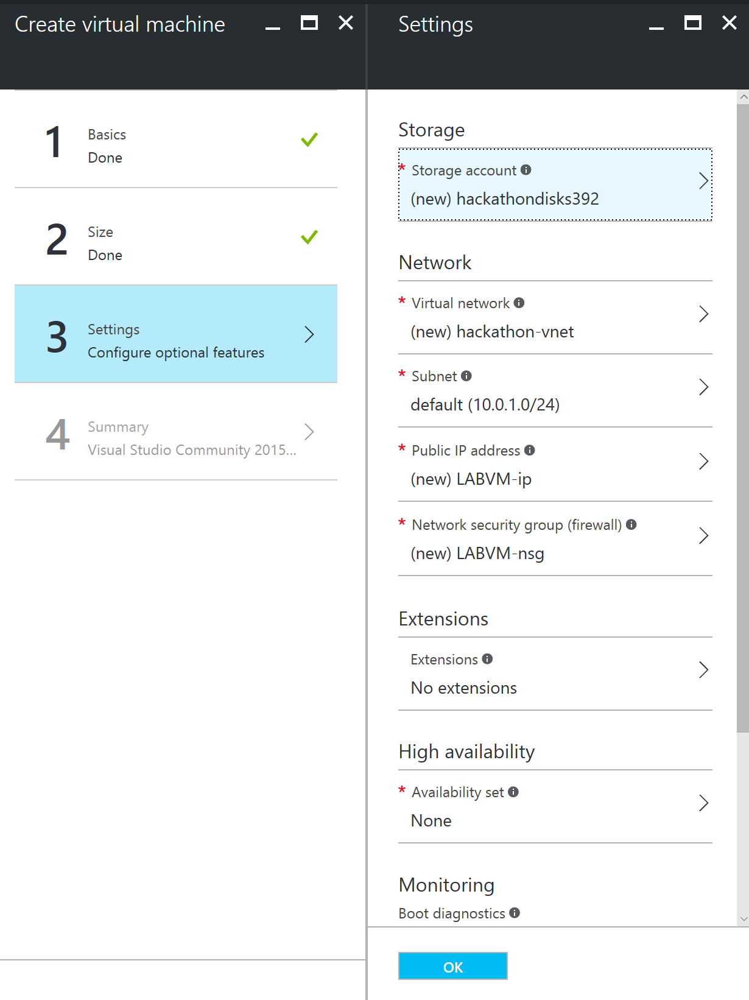 Create virtual machine
1
Basics
Done
2
Size
Done
3
Settings
Configure optional features
4
Summary
Visual Studio Community 2015...
Settings
Storage
* Storage account
(new) hackathondisks392
Network
* Virtual network
(new) hackathon-vnet
* Subnet
default (10.0.1.0/24)
* Public IP address
(new) LABVM-ip
* Network security group (firewall)
(new) LABVM-nsg
Extensions
Extensions
No extensions
High availability
* Availability set
None
Monitoring
Boot diagnostics
OK